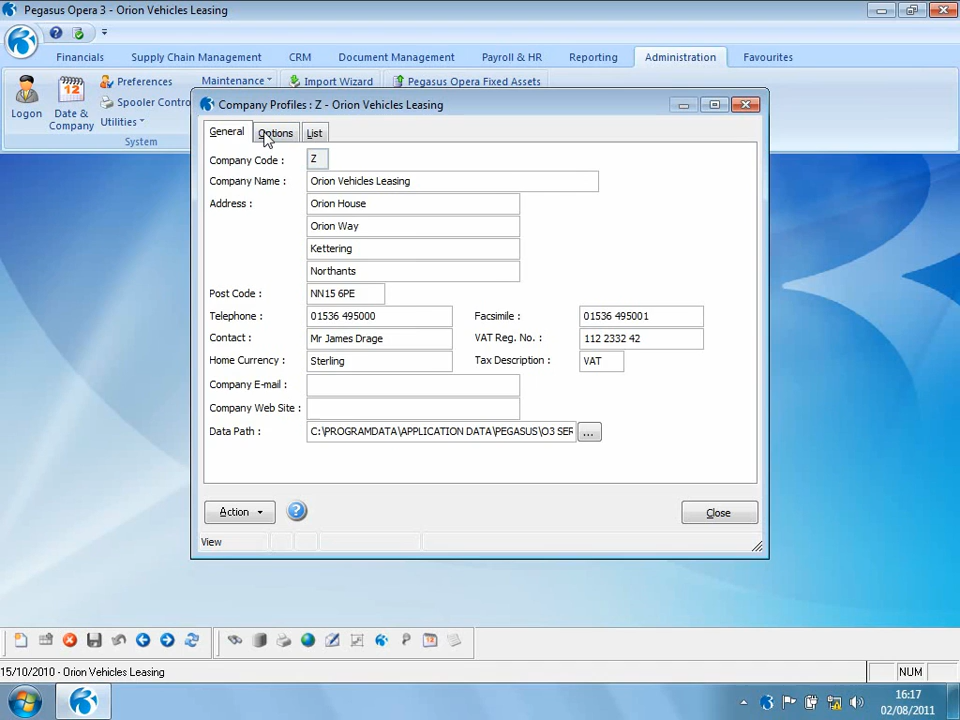 Pegasus Opera 3 - Orion Vehicles Leasing
Financials Supply Chain Management CRM Document Management Payroll & HR Reporting Administration Favourites
Logon
Date & Company
Preferences
Spooler Contro
Utilities
Maintenance
Import Wizard
Pegasus Opera Fixed Assets
System
Company Profiles : Z - Orion Vehicles Leasing
General Options List
Company Code : Z
Company Name : Orion Vehicles Leasing
Address : Orion House
Orion Way
Kettering
Northants
Post Code : NN15 6PE
Telephone : 01536 495000 Facsimile : 01536 495001
Contact : Mr James Drage VAT Reg. No. : 112 2332 42
Home Currency : Sterling Tax Description : VAT
Company E-mail :
Company Web Site :
Data Path : C:\PROGRAMDATA\APPLICATION DATA\PEGASUS\O3 SER ...
Action Close
View
15/10/2010 - Orion Vehicles Leasing NUM
16:17
02/08/2011